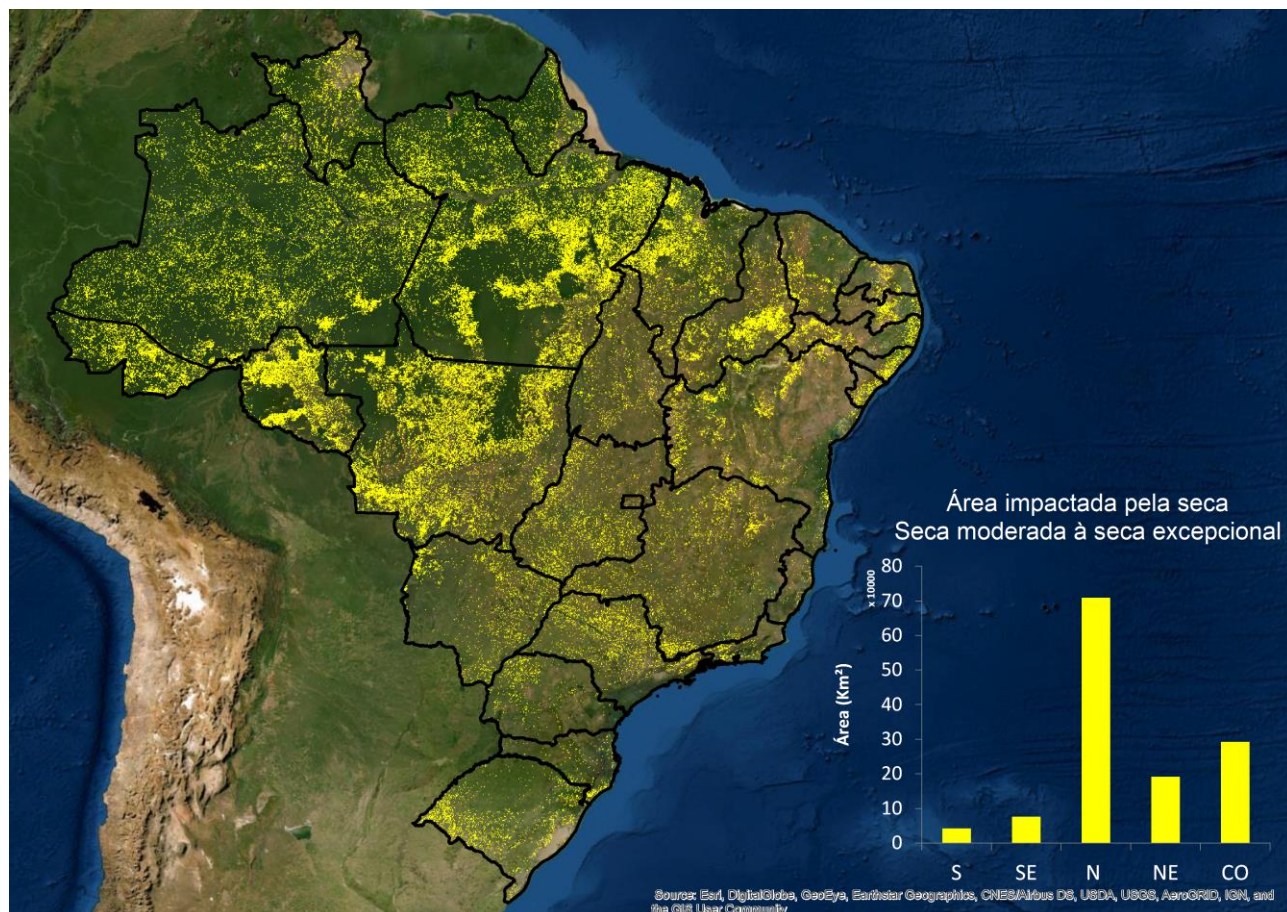 Área impactada pela seca
Seca moderada à seca excepcional
x 10000
Área (Km²)
80
70
60
50
40
30
20
10
0
S SE N NE CO
Source: Esri, DigitalGlobe, GeoEye, Earthstar Geographics, CNES/Airbus DS, USDA, USGS, AeroGRID, IGN, and
the GIS User Community